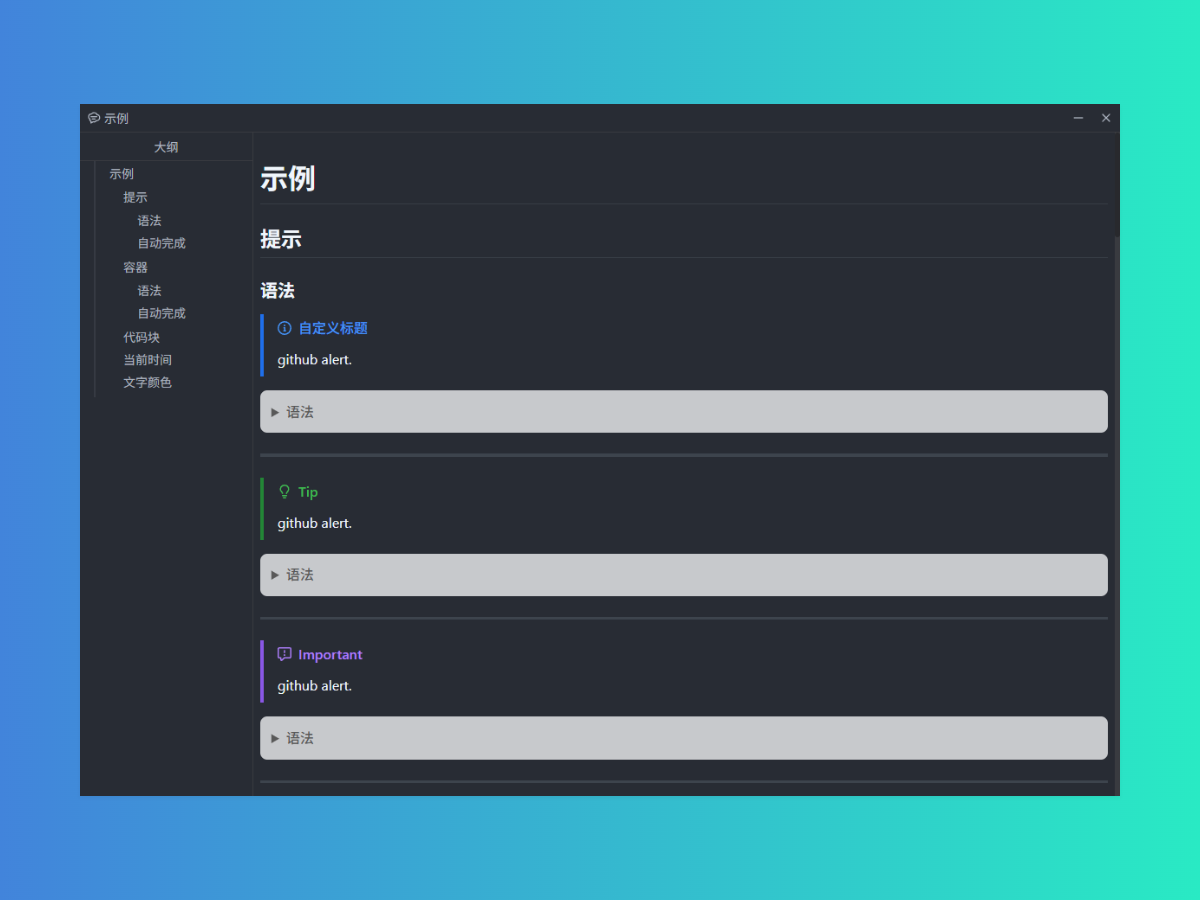 示例
大纲
示例
提示
语法
自动完成
容器
语法
自动完成
代码块
当前时间
文字颜色
示例
提示
语法
自定义标题
github alert.
语法
Tip
github alert.
语法
Important
github alert.
语法